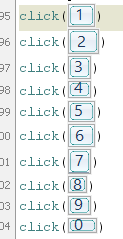 95 click( 1 )
96 click( 2 )
97 click( 3 )
98 click( 4 )
99 click( 5 )
00 click( 6 )
01 click( 7 )
02 click( 8 )
03 click( 9 )
04 click( 0 )